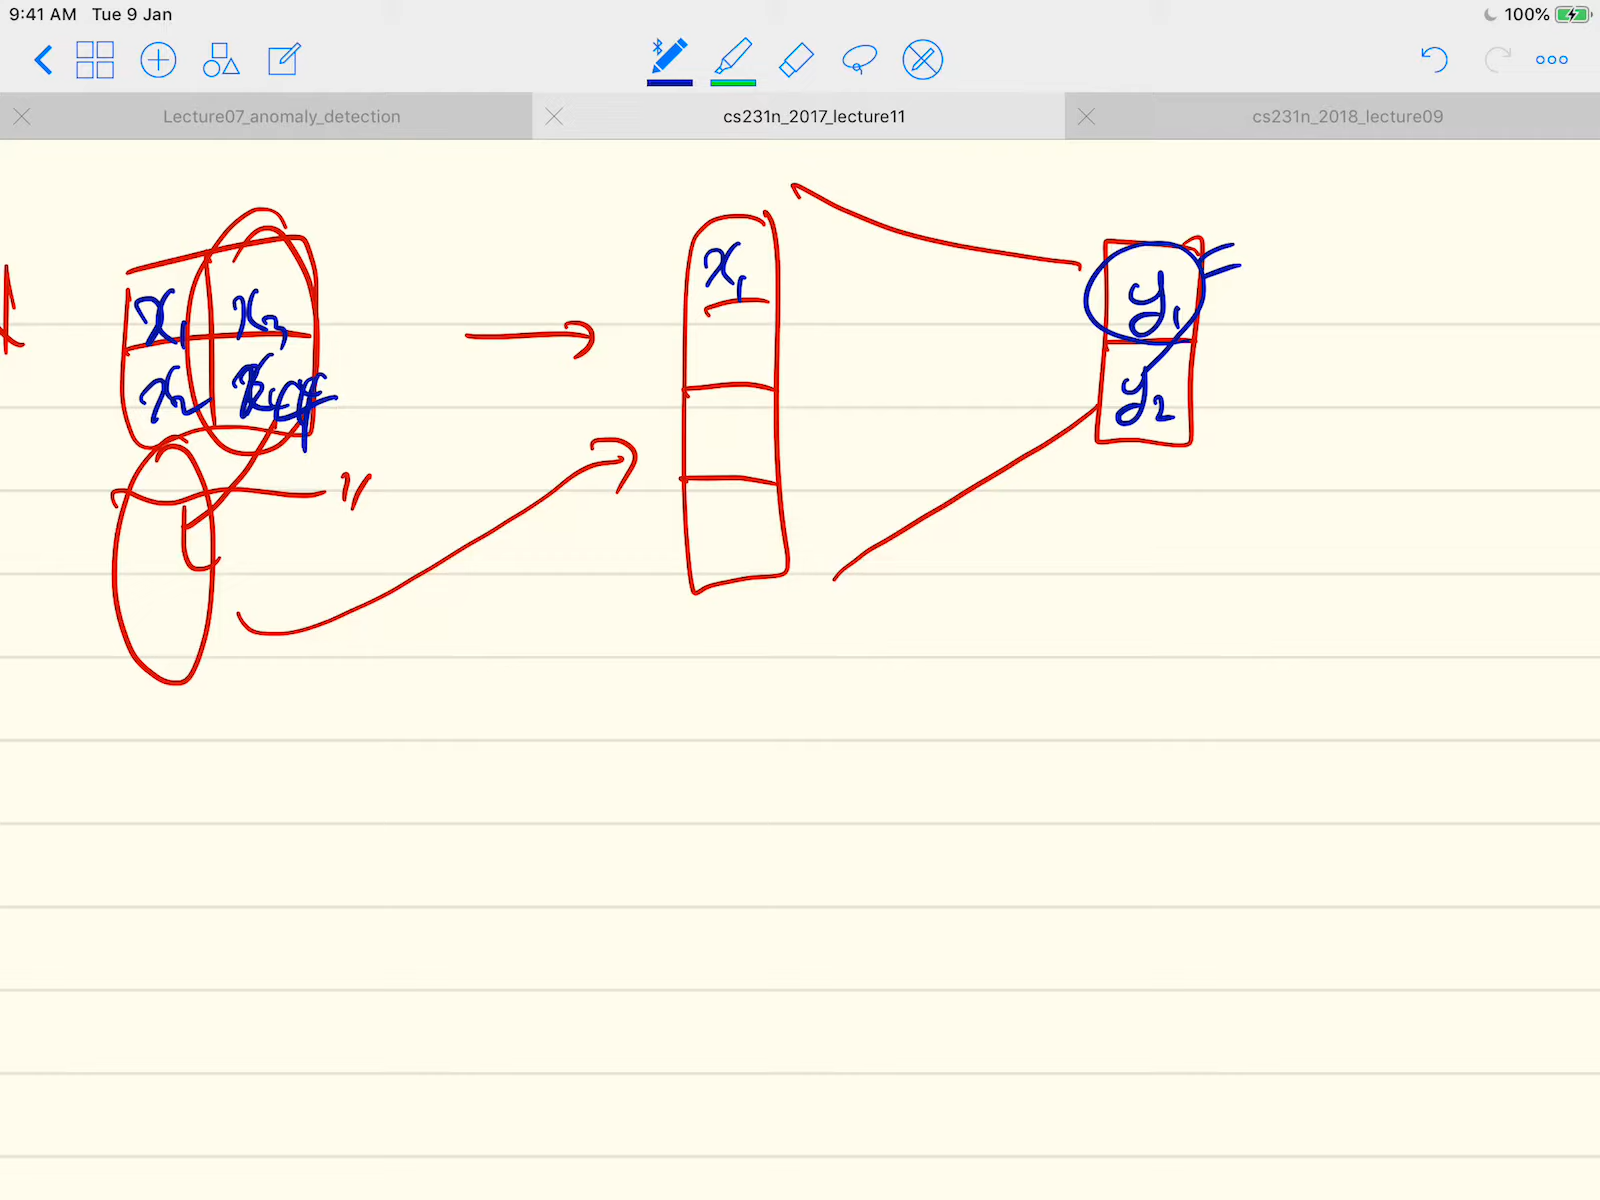 9:41 AM Tue 9 Jan 100%
Lecture07_anomaly_detection cs231n_2017_lecture11 cs231n_2018_lecture09
x₁ x₃ x₁ y₁
x₂ y₂